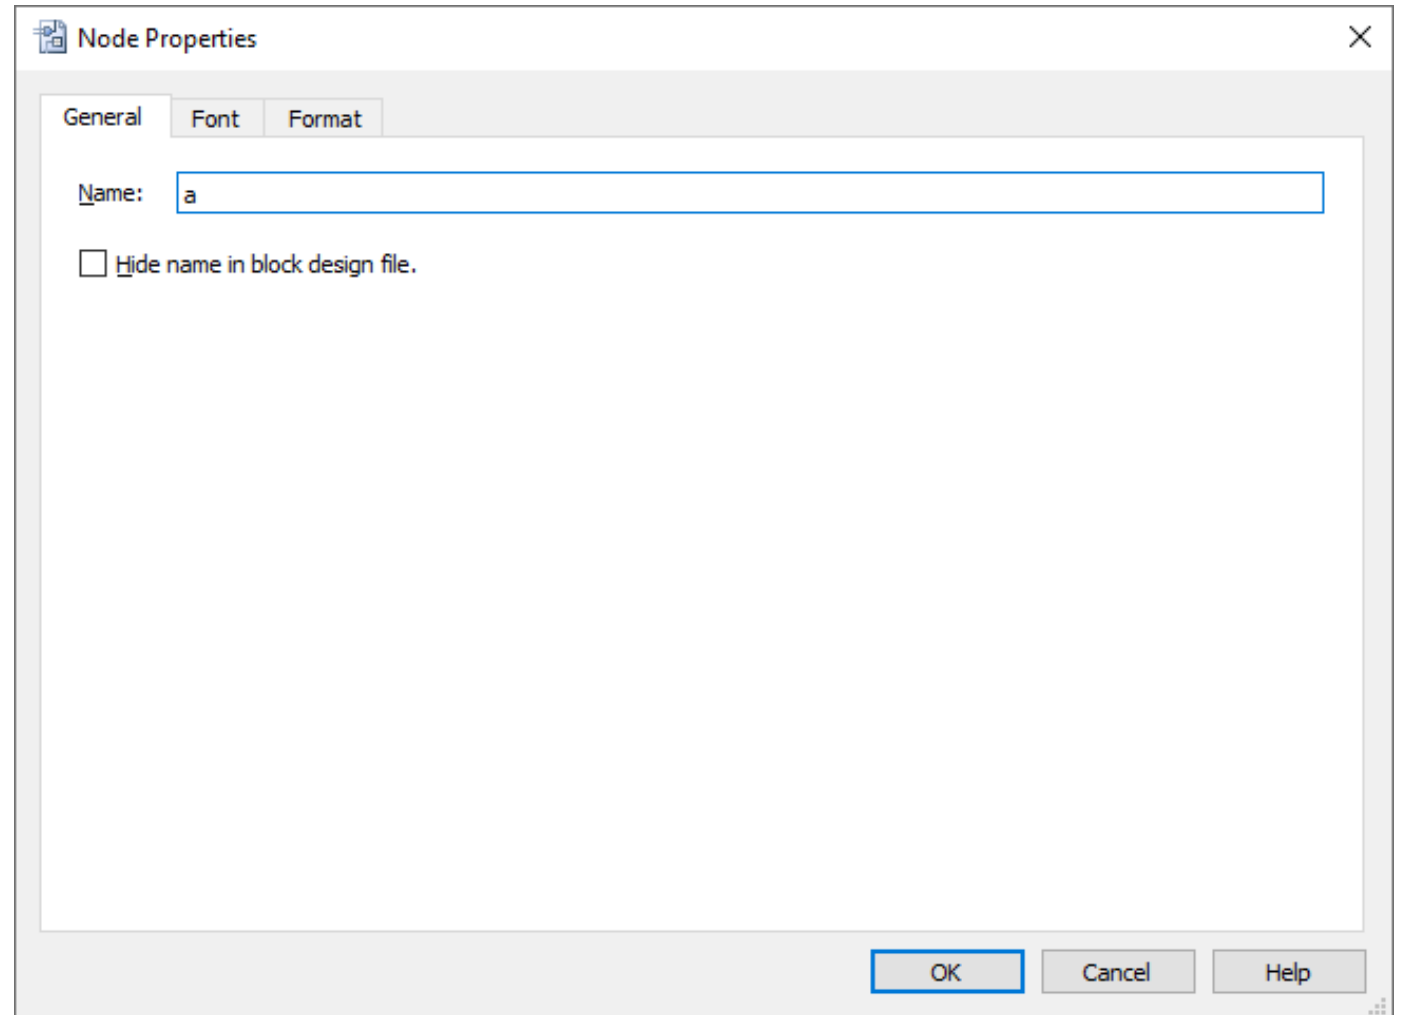 Node Properties
General Font Format
Name: a
Hide name in block design file.
OK Cancel Help